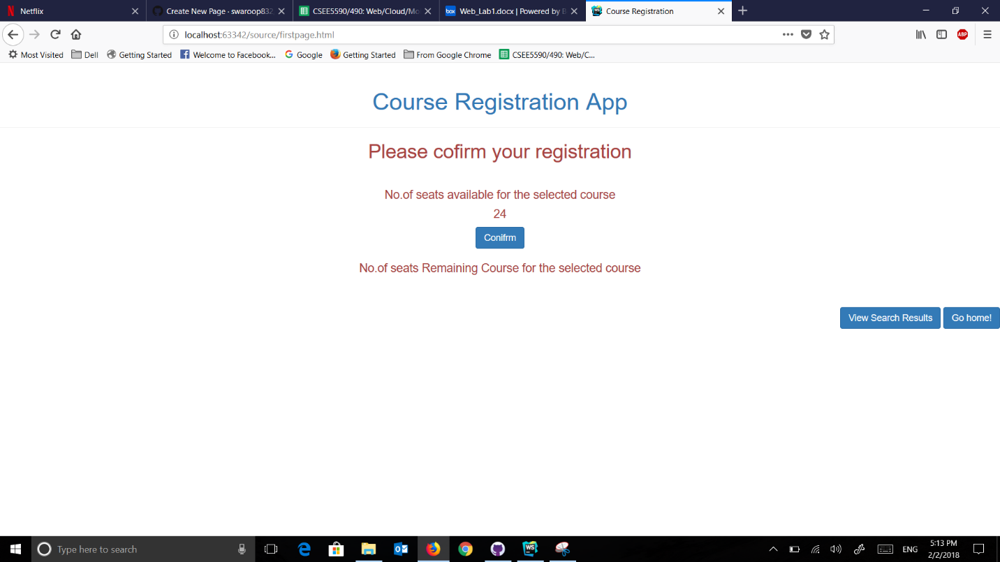 Netflix
Create New Page · swaroop832
CSEE5590/490: Web/Cloud/Mo
Web_Lab1.docx | Powered by B
Course Registration
localhost:63342/source/firstpage.html
ABP
Most Visited
Dell
Getting Started
Welcome to Facebook...
Google
Getting Started
From Google Chrome
CSEE5590/490: Web/C...
Course Registration App
Please cofirm your registration
No.of seats available for the selected course
24
Conifrm
No.of seats Remaining Course for the selected course
View Search Results
Go home!
Type here to search
ENG
5:13 PM
2/2/2018